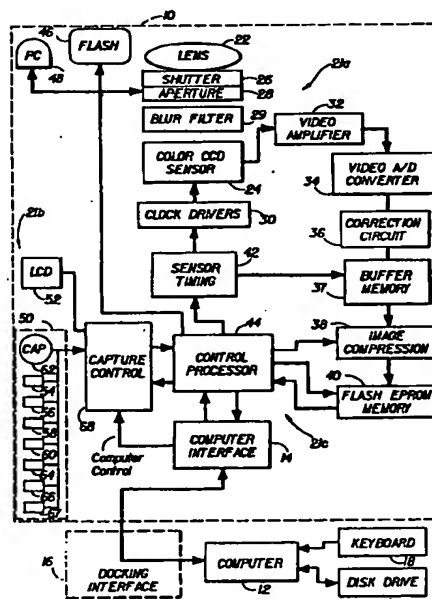 10
46
FLASH
PC
48
LENS
22
SHUTTER
26
APERTURE
28
21a
BLUR FILTER
29
32
VIDEO AMPLIFIER
COLOR CCD SENSOR
24
34
VIDEO A/D CONVERTER
21b
CLOCK DRIVERS
30
36
CORRECTION CIRCUIT
42
SENSOR TIMING
37
BUFFER MEMORY
LCD
52
50
44
38
IMAGE COMPRESSION
CAP
62
CAPTURE CONTROL
68
CONTROL PROCESSOR
40
FLASH EPROM MEMORY
54
56
60
64
66
67
Computer Control
COMPUTER INTERFACE
14
21c
16
DOCKING INTERFACE
COMPUTER
12
KEYBOARD
18
DISK DRIVE